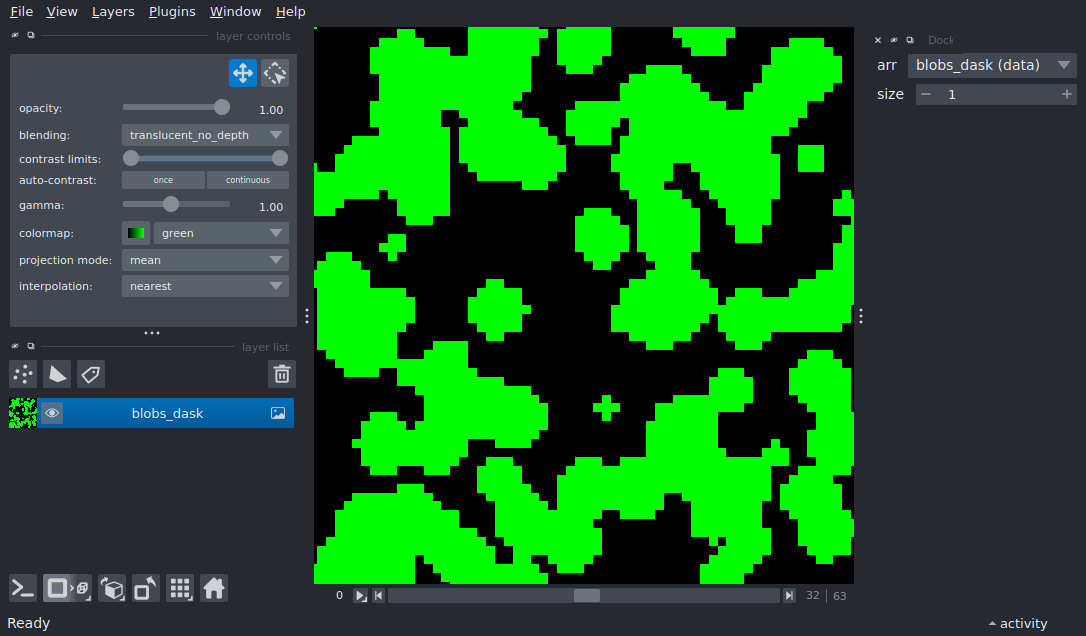 File View Layers Plugins Window Help
layer controls
opacity: 1.00
blending: translucent_no_depth
contrast limits:
auto-contrast: once continuous
gamma: 1.00
colormap: green
projection mode: mean
interpolation: nearest
layer list
blobs_dask
Dock
arr blobs_dask (data)
size 1
0 32 63
Ready
activity